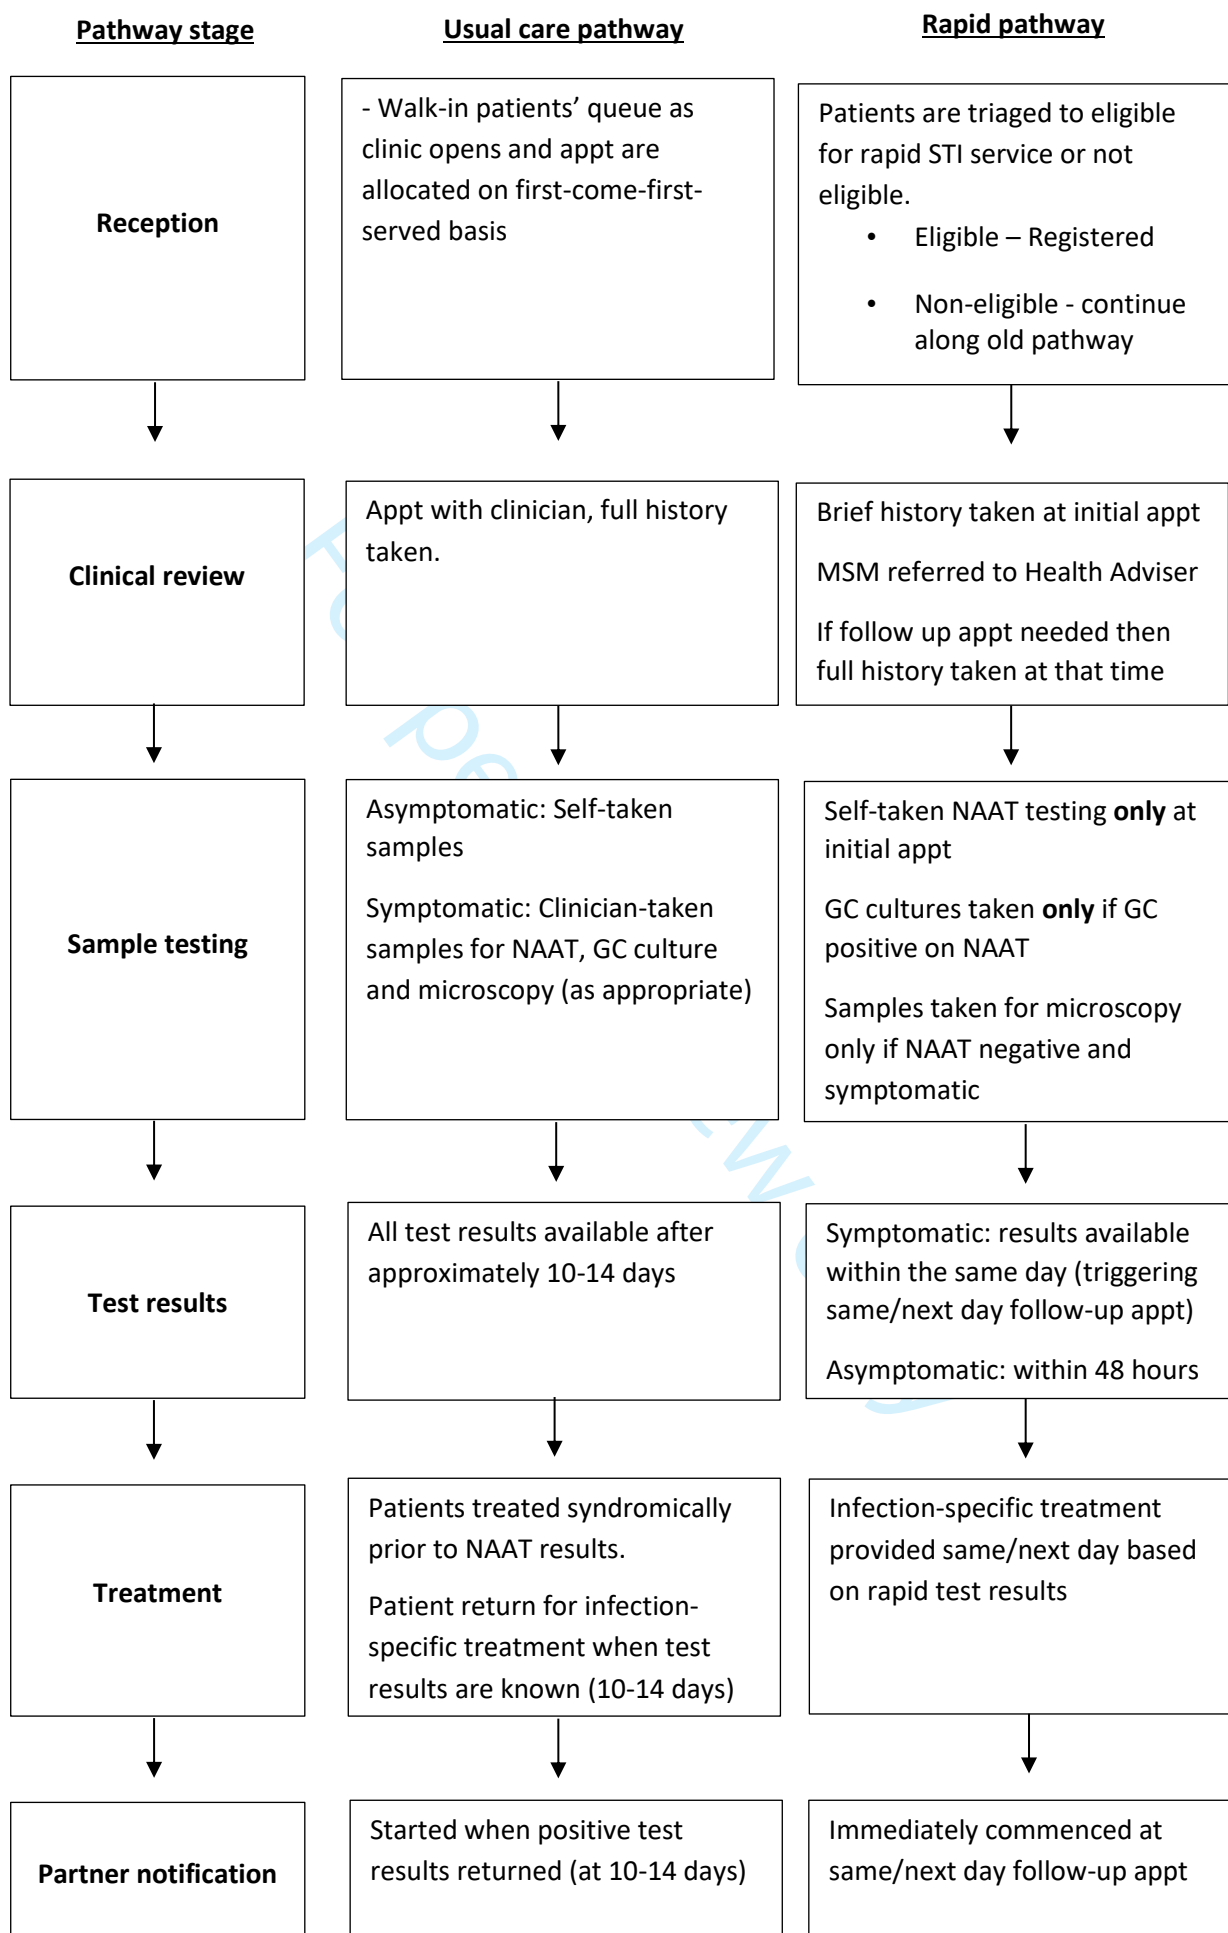 Pathway stage
Usual care pathway
Rapid pathway
Reception
- Walk-in patients’ queue as
clinic opens and appt are
allocated on first-come-first-
served basis
Patients are triaged to eligible
for rapid STI service or not
eligible.
• Eligible – Registered
• Non-eligible - continue
along old pathway
Clinical review
Appt with clinician, full history
taken.
Brief history taken at initial appt
MSM referred to Health Adviser
If follow up appt needed then
full history taken at that time
Sample testing
Asymptomatic: Self-taken
samples
Symptomatic: Clinician-taken
samples for NAAT, GC culture
and microscopy (as appropriate)
Self-taken NAAT testing only at
initial appt
GC cultures taken only if GC
positive on NAAT
Samples taken for microscopy
only if NAAT negative and
symptomatic
Test results
All test results available after
approximately 10-14 days
Symptomatic: results available
within the same day (triggering
same/next day follow-up appt)
Asymptomatic: within 48 hours
Treatment
Patients treated syndromically
prior to NAAT results.
Patient return for infection-
specific treatment when test
results are known (10-14 days)
Infection-specific treatment
provided same/next day based
on rapid test results
Partner notification
Started when positive test
results returned (at 10-14 days)
Immediately commenced at
same/next day follow-up appt